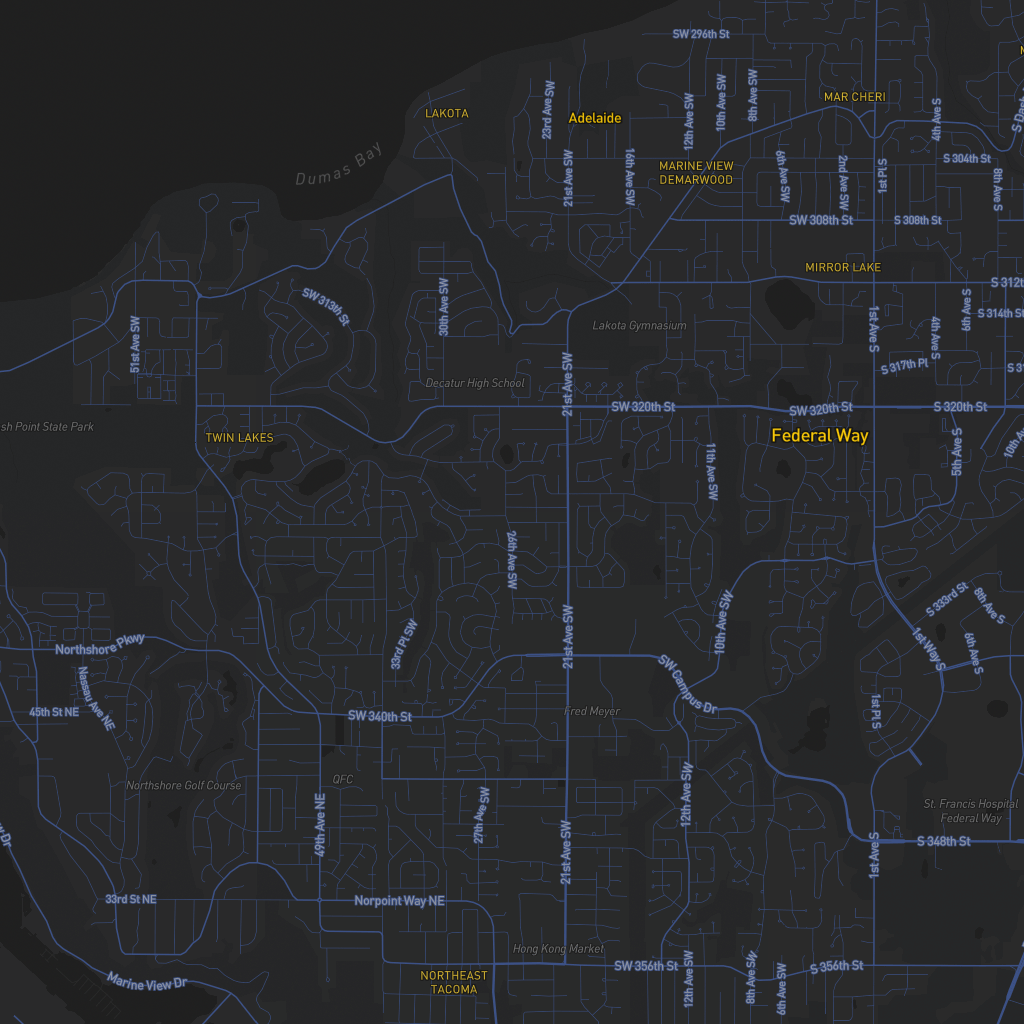 SW 296th St
MAR CHERI
LAKOTA
Adelaide
23rd Ave SW
12th Ave SW
10th Ave SW
8th Ave SW
4th Ave S
Dumas Bay
21st Ave SW
16th Ave SW
MARINE VIEW
DEMARWOOD
6th Ave SW
2nd Ave SW
1st Pl S
S 304th St
8th Ave S
SW 308th St
S 308th St
MIRROR LAKE
S 312t
SW 313th St
30th Ave SW
51st Ave SW
Lakota Gymnasium
1st Ave S
4th Ave S
6th Ave S
S 314th St
S 317th Pl
S 31
Decatur High School
21st Ave SW
SW 320th St
SW 320th St
S 320th St
sh Point State Park
TWIN LAKES
Federal Way
11th Ave SW
5th Ave S
10th Av
26th Ave SW
Northshore Pkwy
33rd Pl SW
21st Ave SW
10th Ave SW
S 333rd St
8th Ave S
1st Way S
6th Ave S
Nassau Ave NE
45th St NE
SW 340th St
SW Campus Dr
Fred Meyer
1st Pl S
Northshore Golf Course
QFC
49th Ave NE
27th Ave SW
12th Ave SW
21st Ave SW
St. Francis Hospital
Federal Way
S 348th St
1st Ave S
w Dr
33rd St NE
Norpoint Way NE
Hong Kong Market
Marine View Dr
NORTHEAST
TACOMA
SW 356th St
12th Ave SW
8th Ave SW
6th Ave SW
S 356th St